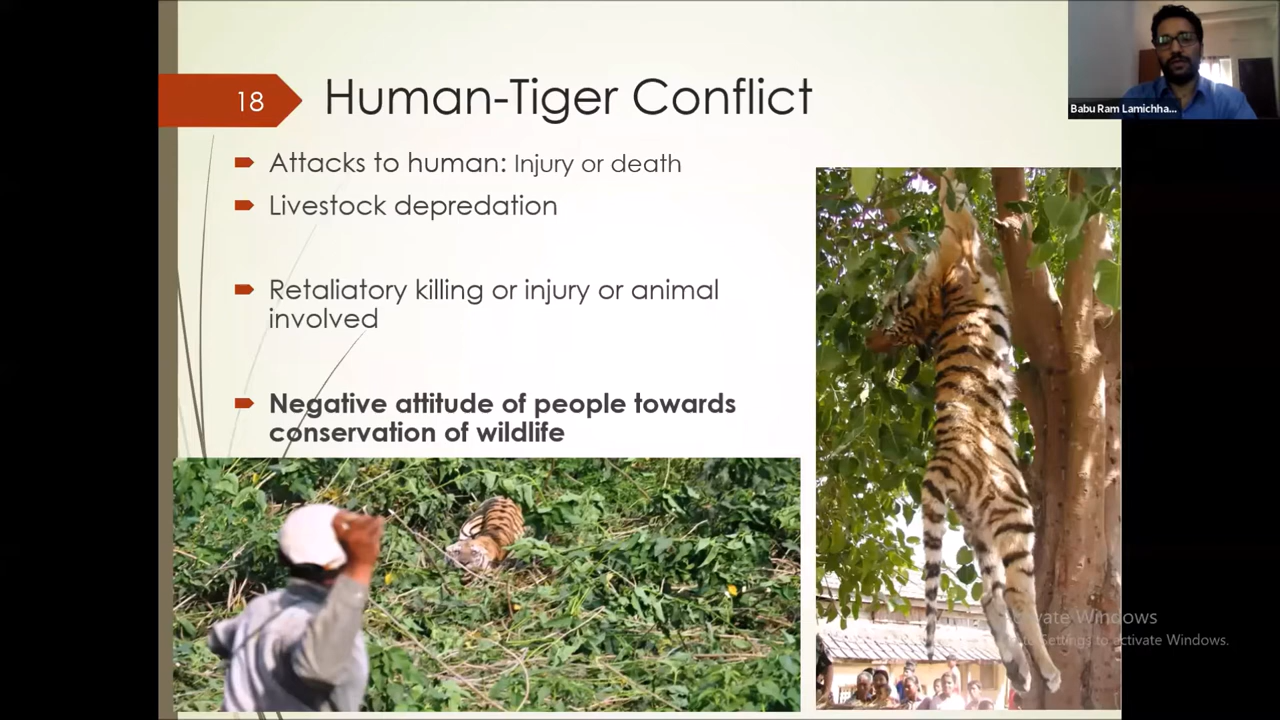 18
Human-Tiger Conflict
Attacks to human: Injury or death
Livestock depredation
Retaliatory killing or injury or animal
involved
Negative attitude of people towards
conservation of wildlife
Babu Ram Lamichha...
Activate Windows
Go to Settings to activate Windows.